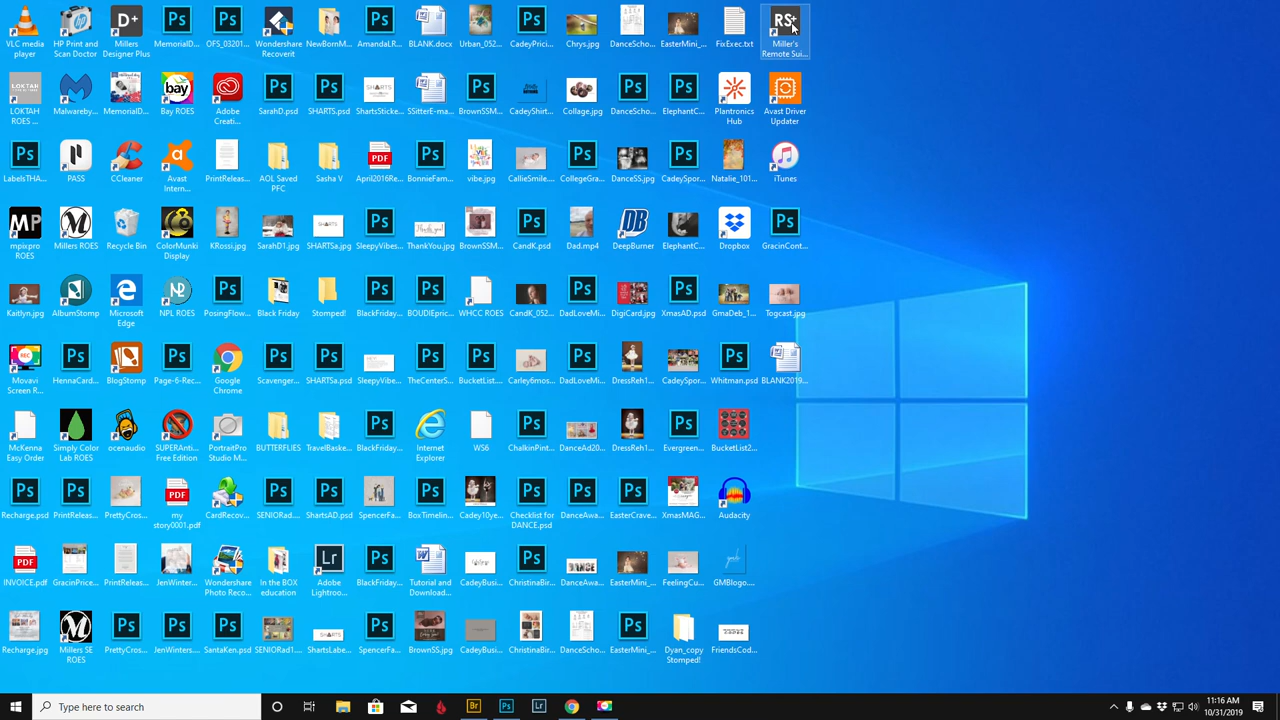 VLC media player
HP Print and Scan Doctor
Millers Designer Plus
MemorialD...
OFS_03201...
Wondershare Recoverit
NewBornM...
AmandaLR...
BLANK.docx
Urban_052...
CadeyPrici...
Chrys.jpg
DanceScho...
EasterMini_...
FixExec.txt
RS+
Miller's Remote Sui...
LOKTAH ROES ...
Malwareby...
MemorialD...
Bay ROES
Adobe Creati...
SarahD.psd
SHARTS.psd
ShartsSticke...
SSitterE-ma...
BrownSSM...
CadeyShirt...
Collage.jpg
DanceScho...
ElephantC...
Plantronics Hub
Avast Driver Updater
LabelsTHA...
PASS
CCleaner
Avast Intern...
PrintReleas...
AOL Saved PFC
Sasha V
April2016Re...
BonnieFam...
vibe.jpg
CallieSmile...
CollegeGra...
DanceSS.jpg
CadeySpor...
Natalie_101...
iTunes
mpixpro ROES
Millers ROES
Recycle Bin
ColorMunki Display
KRossi.jpg
SarahD1.jpg
SHARTSa.jpg
SleepyVibes...
ThankYou.jpg
BrownSSM...
CandK.psd
Dad.mp4
DeepBurner
ElephantC...
Dropbox
GracinCont...
Kaitlyn.jpg
AlbumStomp
Microsoft Edge
NPL ROES
PosingFlow...
Black Friday
Stomped!
BlackFriday...
BOUDIEpric...
WHCC ROES
CandK_052...
DadLoveMi...
DigiCard.jpg
XmasAD.psd
GmaDeb_1...
Togcast.jpg
Movavi Screen R...
HennaCard...
BlogStomp
Page-6-Rec...
Google Chrome
Scavenger...
SHARTSa.psd
SleepyVibe...
TheCenterS...
BucketList...
Carley6mos...
DadLoveMi...
DressReh1...
CadeySpor...
Whitman.psd
BLANK2019...
McKenna Easy Order
Simply Color Lab ROES
ocenaudio
SUPERAnti... Free Edition
PortraitPro Studio M...
BUTTERFLIES
TravelBaske...
BlackFriday...
Internet Explorer
WS6
ChalkinPint...
DanceAd20...
DressReh1...
Evergreen...
BucketList2...
Recharge.psd
PrintReleas...
PrettyCros...
my story0001.pdf
CardRecov...
SENIORad...
ShartsAD.psd
SpencerFa...
BoxTimelin...
Cadey10ye...
Checklist for DANCE.psd
DanceAwa...
EasterCrave...
XmasMAG...
Audacity
INVOICE.pdf
GracinPrice...
PrintReleas...
JenWinter...
Wondershare Photo Reco...
in the BOX education
Adobe Lightroo...
BlackFriday...
Tutorial and Download...
CadeyBusi...
ChristinaBir...
DanceAwa...
EasterMini_...
FeelingCu...
GMBlogo....
Recharge.jpg
Millers SE ROES
PrettyCros...
JenWinters....
SantaKen.psd
SENIORad1...
ShartsLabe...
SpencerFa...
BrownSS.jpg
CadeyBusi...
ChristinaBir...
DanceScho...
EasterMini_...
Dyan_copy Stomped!
FriendsCod...
Type here to search
11:16 AM
10/31/2019